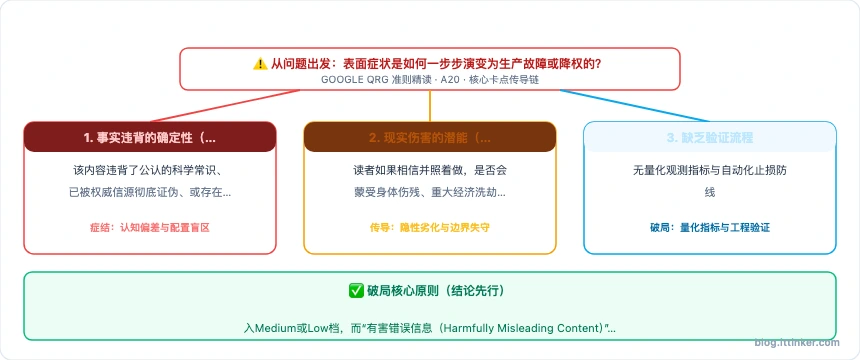 ⚠️ 从问题出发：表面症状是如何一步步演变为生产故障或降权的？
GOOGLE QRG 准则精读 · A20 · 核心卡点传导链
1. 事实违背的确定性（...
该内容违背了公认的科学常识、
已被权威信源彻底证伪、或存在...
症结：认知偏差与配置盲区
2. 现实伤害的潜能（...
读者如果相信并照着做，是否会
蒙受身体伤残、重大经济洗劫...
传导：隐性劣化与边界失守
3. 缺乏验证流程
无量化观测指标与自动化止损防
线
破局：量化指标与工程验证
✅ 破局核心原则（结论先行）
入Medium或Low档，而“有害错误信息（Harmfully Misleading Content）”...
blog.ittinker.com